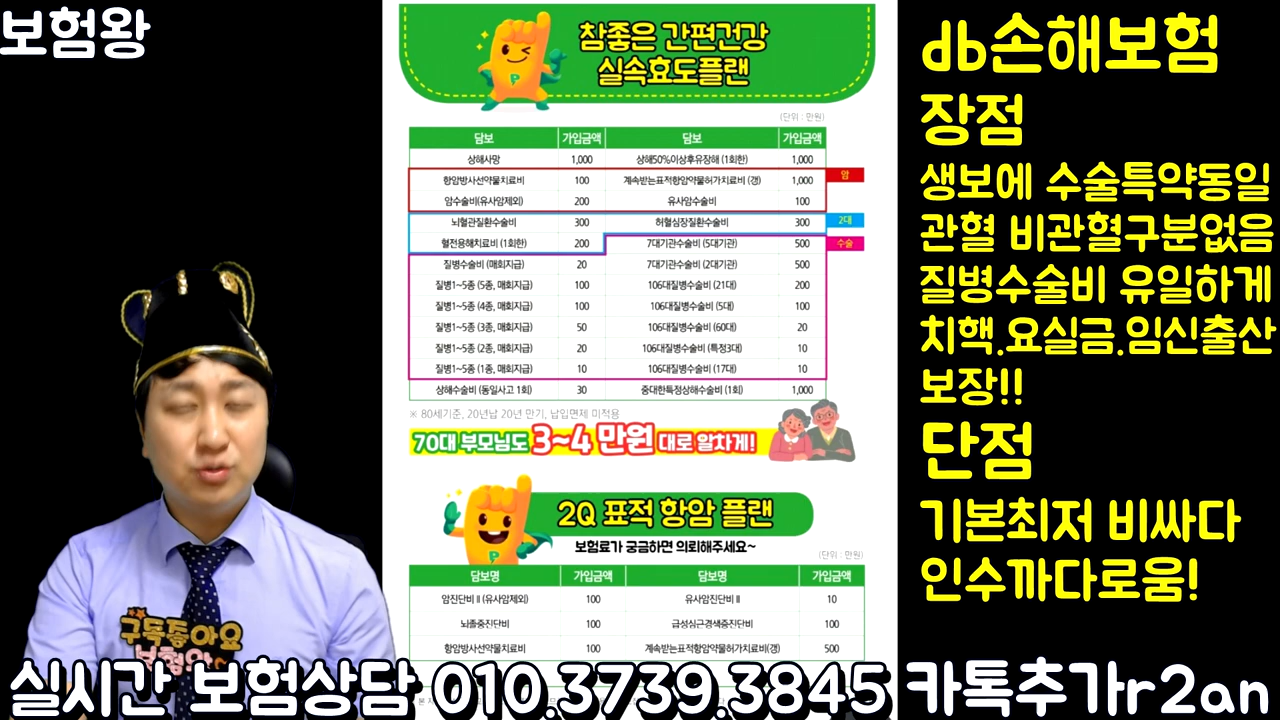 보험왕
참좋은 간편건강
실속효도플랜
(단위 : 만원)
담보 가입금액 담보 가입금액
상해사망 1,000 상해50%이상후유장해 (1회한) 1,000
항암방사선약물치료비 100 계속받는표적항암약물허가치료비 (갱) 1,000 암
암수술비(유사암제외) 200 유사암수술비 100
뇌혈관질환수술비 300 허혈심장질환수술비 300 2대
혈전용해치료비 (1회한) 200 7대기관수술비 (5대기관) 500 수술
질병수술비 (매회지급) 20 7대기관수술비 (2대기관) 500
질병1~5종 (5종, 매회지급) 100 106대질병수술비 (21대) 200
질병1~5종 (4종, 매회지급) 100 106대질병수술비 (5대) 100
질병1~5종 (3종, 매회지급) 50 106대질병수술비 (60대) 20
질병1~5종 (2종, 매회지급) 20 106대질병수술비 (특정3대) 10
질병1~5종 (1종, 매회지급) 10 106대질병수술비 (17대) 10
상해수술비 (동일사고 1회) 30 중대한특정상해수술비 (1회) 1,000
※ 80세기준, 20년납 20년 만기, 납입면제 미적용
70대 부모님도 3~4 만원 대로 알차게!
2Q 표적 항암 플랜
보험료가 궁금하면 의뢰해주세요~
(단위 : 만원)
담보명 가입금액 담보명 가입금액
암진단비 Ⅱ (유사암제외) 100 유사암진단비 Ⅱ 10
뇌졸중진단비 100 급성심근경색증진단비 100
항암방사선약물치료비 100 계속받는표적항암약물허가치료비(갱) 500
db손해보험
장점
생보에 수술특약동일
관혈 비관혈구분없음
질병수술비 유일하게
치핵.요실금.임신출산
보장!!
단점
기본최저 비싸다
인수까다로움!
구독좋아요
보험왕
실시간 보험상담 010.3739.3845 카톡추가r2an